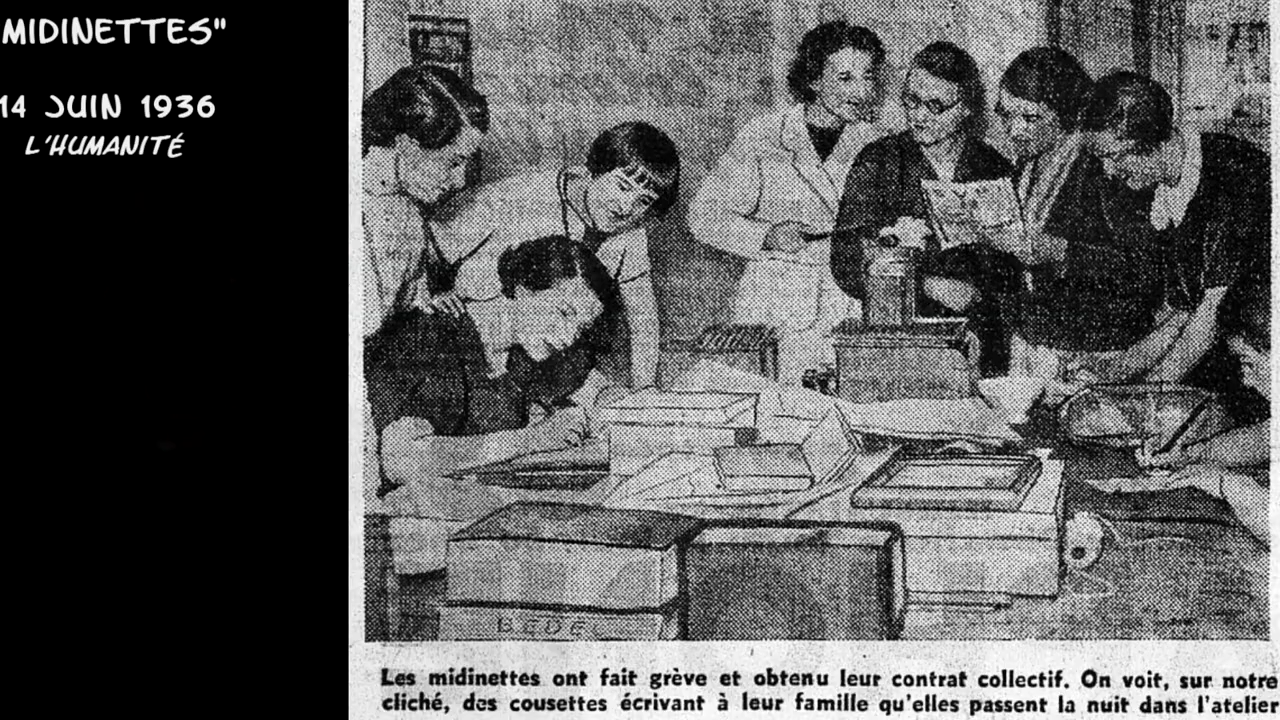 MIDINETTES"
14 JUIN 1936
L'HUMANITÉ
BEDE
Les midinettes ont fait grève et obtenu leur contrat collectif. On voit, sur notre
cliché, des cousettes écrivant à leur famille qu'elles passent la nuit dans l'atelier